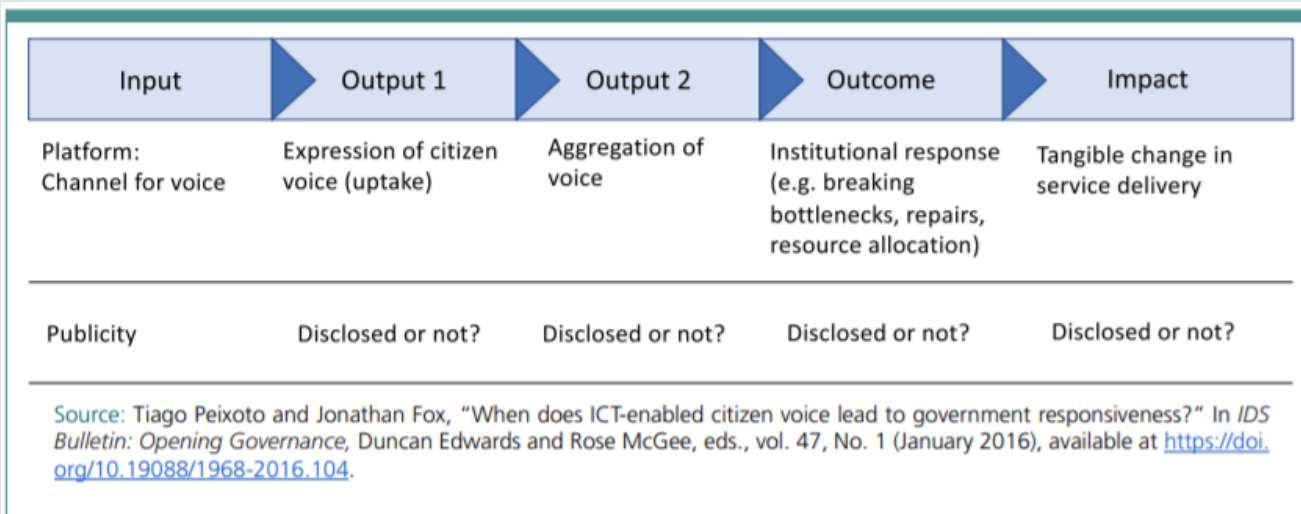 Input Output 1 Output 2 Outcome Impact
Platform:
Channel for voice
Expression of citizen
voice (uptake)
Aggregation of
voice
Institutional response
(e.g. breaking
bottlenecks, repairs,
resource allocation)
Tangible change in
service delivery
Publicity Disclosed or not? Disclosed or not? Disclosed or not? Disclosed or not?
Source: Tiago Peixoto and Jonathan Fox, “When does ICT-enabled citizen voice lead to government responsiveness?” In IDS
Bulletin: Opening Governance, Duncan Edwards and Rose McGee, eds., vol. 47, No. 1 (January 2016), available at https://doi.
org/10.19088/1968-2016.104.